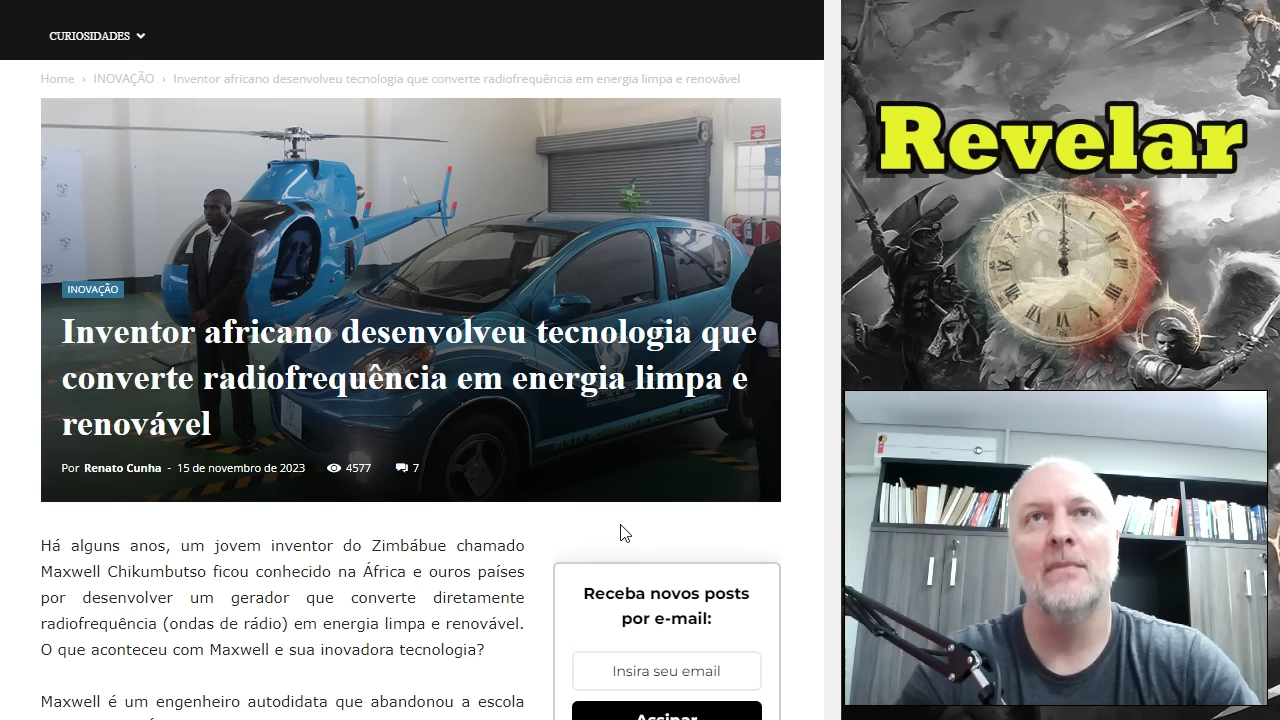 CURIOSIDADES
Home › INOVAÇÃO › Inventor africano desenvolveu tecnologia que converte radiofrequência em energia limpa e renovável
INOVAÇÃO
Inventor africano desenvolveu tecnologia que
converte radiofrequência em energia limpa e
renovável
Por Renato Cunha - 15 de novembro de 2023 4577 7
Há alguns anos, um jovem inventor do Zimbábue chamado
Maxwell Chikumbutso ficou conhecido na África e ouros países
por desenvolver um gerador que converte diretamente
radiofrequência (ondas de rádio) em energia limpa e renovável.
O que aconteceu com Maxwell e sua inovadora tecnologia?
Maxwell é um engenheiro autodidata que abandonou a escola
Receba novos posts
por e-mail:
Insira seu email
Assinar
Revelar